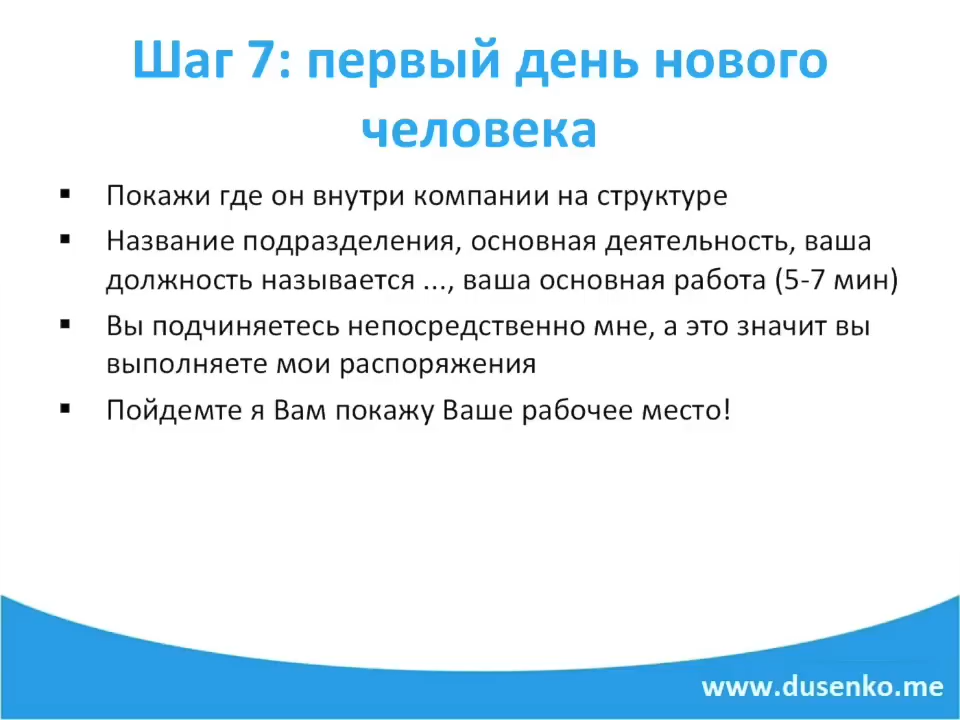 Шаг 7: первый день нового
человека
▪ Покажи где он внутри компании на структуре
▪ Название подразделения, основная деятельность, ваша
должность называется ..., ваша основная работа (5-7 мин)
▪ Вы подчиняетесь непосредственно мне, а это значит вы
выполняете мои распоряжения
▪ Пойдемте я Вам покажу Ваше рабочее место!
www.dusenko.me